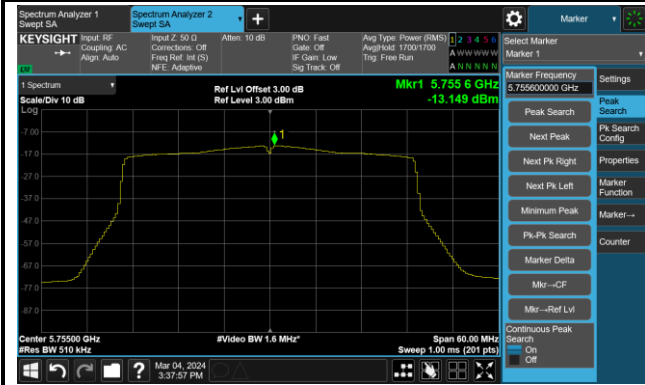 Spectrum Analyzer 1
Swept SA
Spectrum Analyzer 2
Swept SA
+
Marker
KEYSIGHT
Input: RF
Coupling: AC
Align: Auto
Input Z: 50 Ω
Corrections: Off
Freq Ref: Int (S)
NFE: Adaptive
Atten: 10 dB
PNO: Fast
Gate: Off
IF Gain: Low
Sig Track: Off
Avg Type: Power (RMS)
Avg|Hold: 1700/1700
Trig: Free Run
1 2 3 4 5 6
A W W W W W
A N N N N N
Select Marker
Marker 1
1 Spectrum
Scale/Div 10 dB
Log
Ref Lvl Offset 3.00 dB
Ref Level 3.00 dBm
Mkr1 5.755 6 GHz
-13.149 dBm
1
-7.00
-17.0
-27.0
-37.0
-47.0
-57.0
-67.0
-77.0
-87.0
Center 5.75500 GHz
#Res BW 510 kHz
#Video BW 1.6 MHz*
Span 60.00 MHz
Sweep 1.00 ms (201 pts)
Marker Frequency
5.755600000 GHz
Peak Search
Next Peak
Next Pk Right
Next Pk Left
Minimum Peak
Pk-Pk Search
Marker Delta
Mkr→CF
Mkr→Ref Lvl
Continuous Peak
Search
On
Off
Settings
Peak
Search
Pk Search
Config
Properties
Marker
Function
Marker→
Counter
?
Mar 04, 2024
3:37:57 PM